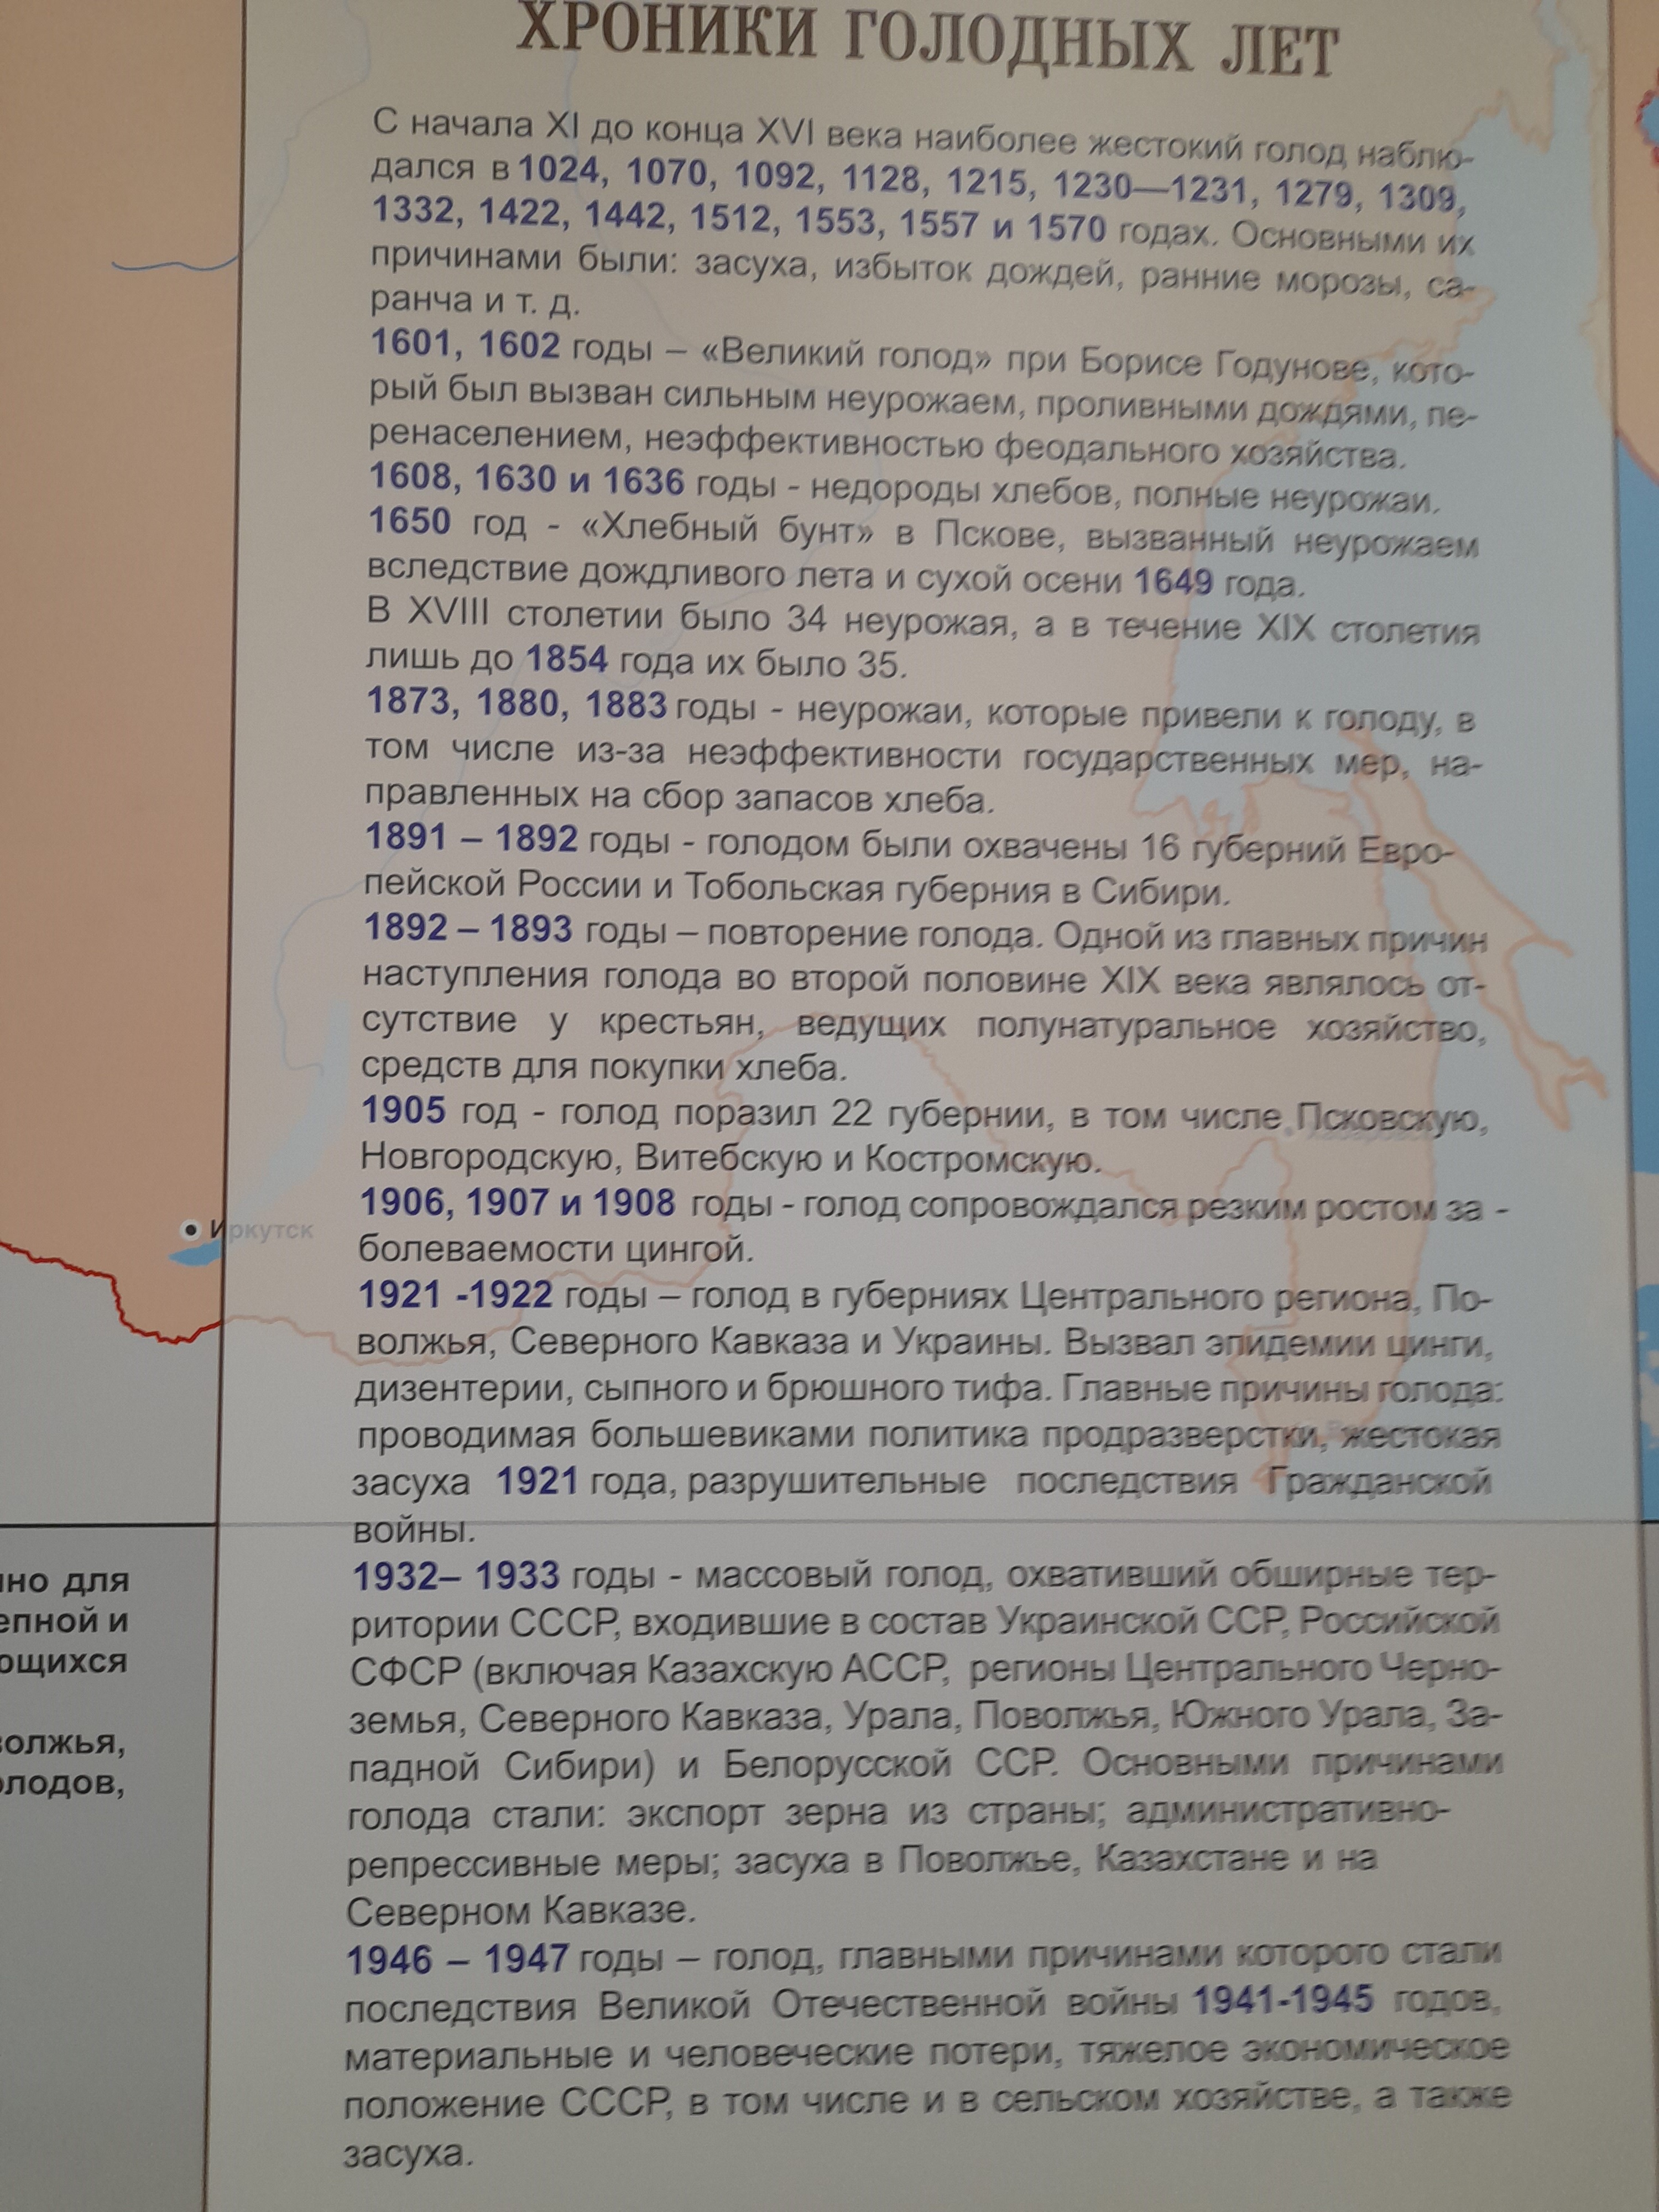 ХРОНИКИ ГОЛОДНЫХ ЛЕТ
С начала XI до конца XVI века наиболее жестокий голод наблю-
дался в 1024, 1070, 1092, 1128, 1215, 1230—1231, 1279, 1309,
1332, 1422, 1442, 1512, 1553, 1557 и 1570 годах. Основными их
причинами были: засуха, избыток дождей, ранние морозы, са-
ранча и т. д.
1601, 1602 годы – «Великий голод» при Борисе Годунове, кото-
рый был вызван сильным неурожаем, проливными дождями, пе-
ренаселением, неэффективностью феодального хозяйства.
1608, 1630 и 1636 годы - недороды хлебов, полные неурожаи.
1650 год - «Хлебный бунт» в Пскове, вызванный неурожаем
вследствие дождливого лета и сухой осени 1649 года.
В XVIII столетии было 34 неурожая, а в течение XIX столетия
лишь до 1854 года их было 35.
1873, 1880, 1883 годы - неурожаи, которые привели к голоду, в
том числе из-за неэффективности государственных мер, на-
правленных на сбор запасов хлеба.
1891 – 1892 годы - голодом были охвачены 16 губерний Евро-
пейской России и Тобольская губерния в Сибири.
1892 – 1893 годы – повторение голода. Одной из главных причин
наступления голода во второй половине XIX века являлось от-
сутствие у крестьян, ведущих полунатуральное хозяйство,
средств для покупки хлеба.
1905 год - голод поразил 22 губернии, в том числе Псковскую,
Новгородскую, Витебскую и Костромскую.
1906, 1907 и 1908 годы - голод сопровождался резким ростом за -
болеваемости цингой.
Иркутск
1921 -1922 годы – голод в губерниях Центрального региона, По-
волжья, Северного Кавказа и Украины. Вызвал эпидемии цинги,
дизентерии, сыпного и брюшного тифа. Главные причины голода:
проводимая большевиками политика продразверстки, жестокая
засуха 1921 года, разрушительные последствия Гражданской
войны.
1932– 1933 годы - массовый голод, охвативший обширные тер-
ритории СССР, входившие в состав Украинской ССР, Российской
СФСР (включая Казахскую АССР, регионы Центрального Черно-
земья, Северного Кавказа, Урала, Поволжья, Южного Урала, За-
падной Сибири) и Белорусской ССР. Основными причинами
голода стали: экспорт зерна из страны; административно-
репрессивные меры; засуха в Поволжье, Казахстане и на
Северном Кавказе.
1946 – 1947 годы – голод, главными причинами которого стали
последствия Великой Отечественной войны 1941-1945 годов,
материальные и человеческие потери, тяжелое экономическое
положение СССР, в том числе и в сельском хозяйстве, а также
засуха.
для
и